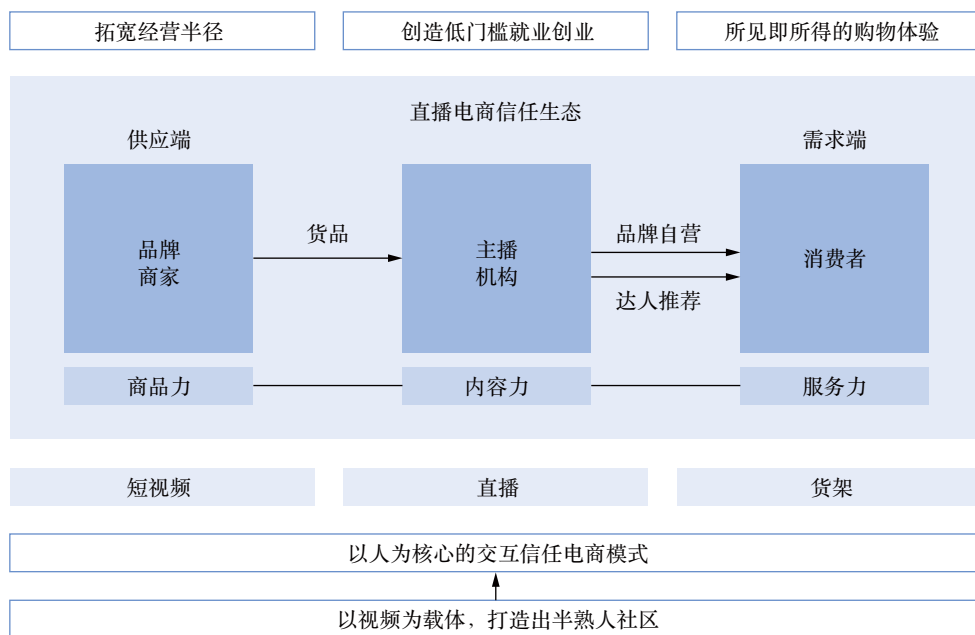 拓宽经营半径
创造低门槛就业创业
所见即所得的购物体验
直播电商信任生态
供应端
需求端
品牌
商家
货品
主播
机构
品牌自营
达人推荐
消费者
商品力
内容力
服务力
短视频
直播
货架
以人为核心的交互信任电商模式
以视频为载体，打造出半熟人社区